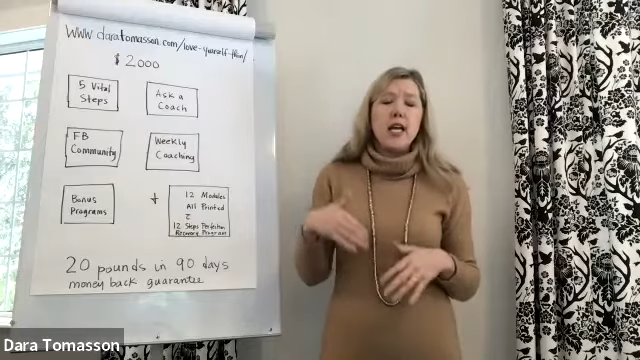 www daratomasson.com/love-yourself-thin/
$2000
5 Vital
Steps
Ask a
Coach
FB
Community
Weekly
Coaching
Bonus
Programs
12 Modules
All Printed
12 Steps Perfection
Recovery Program
20 pounds in 90 days
money back guarantee
Dara Tomasson